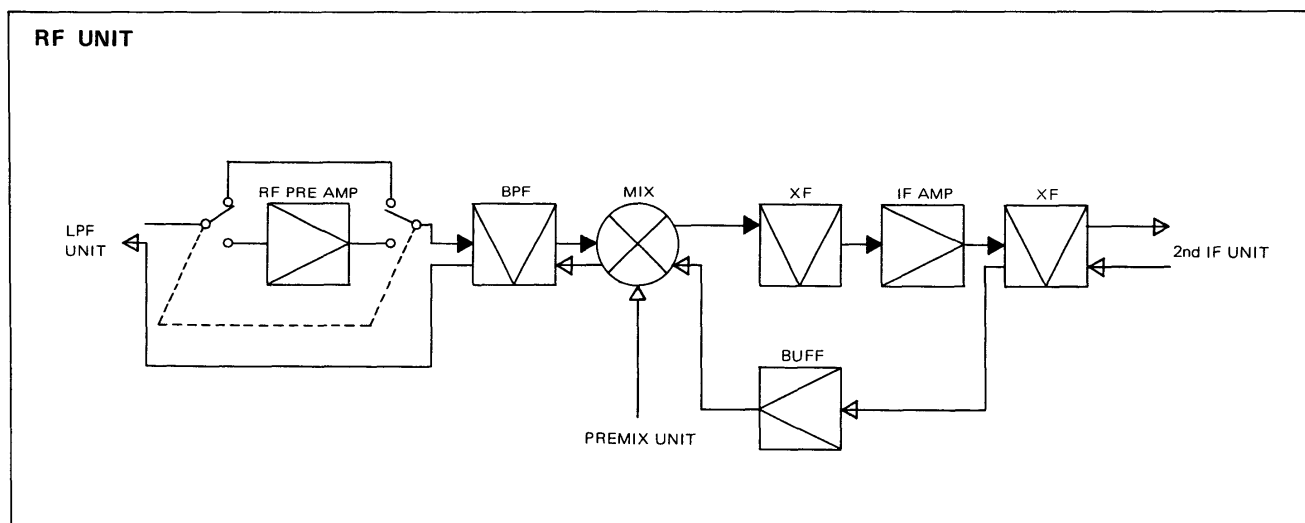 RF UNIT
RF PRE AMP
BPF
MIX
XF
IF AMP
XF
LPF
UNIT
2nd IF UNIT
BUFF
PREMIX UNIT